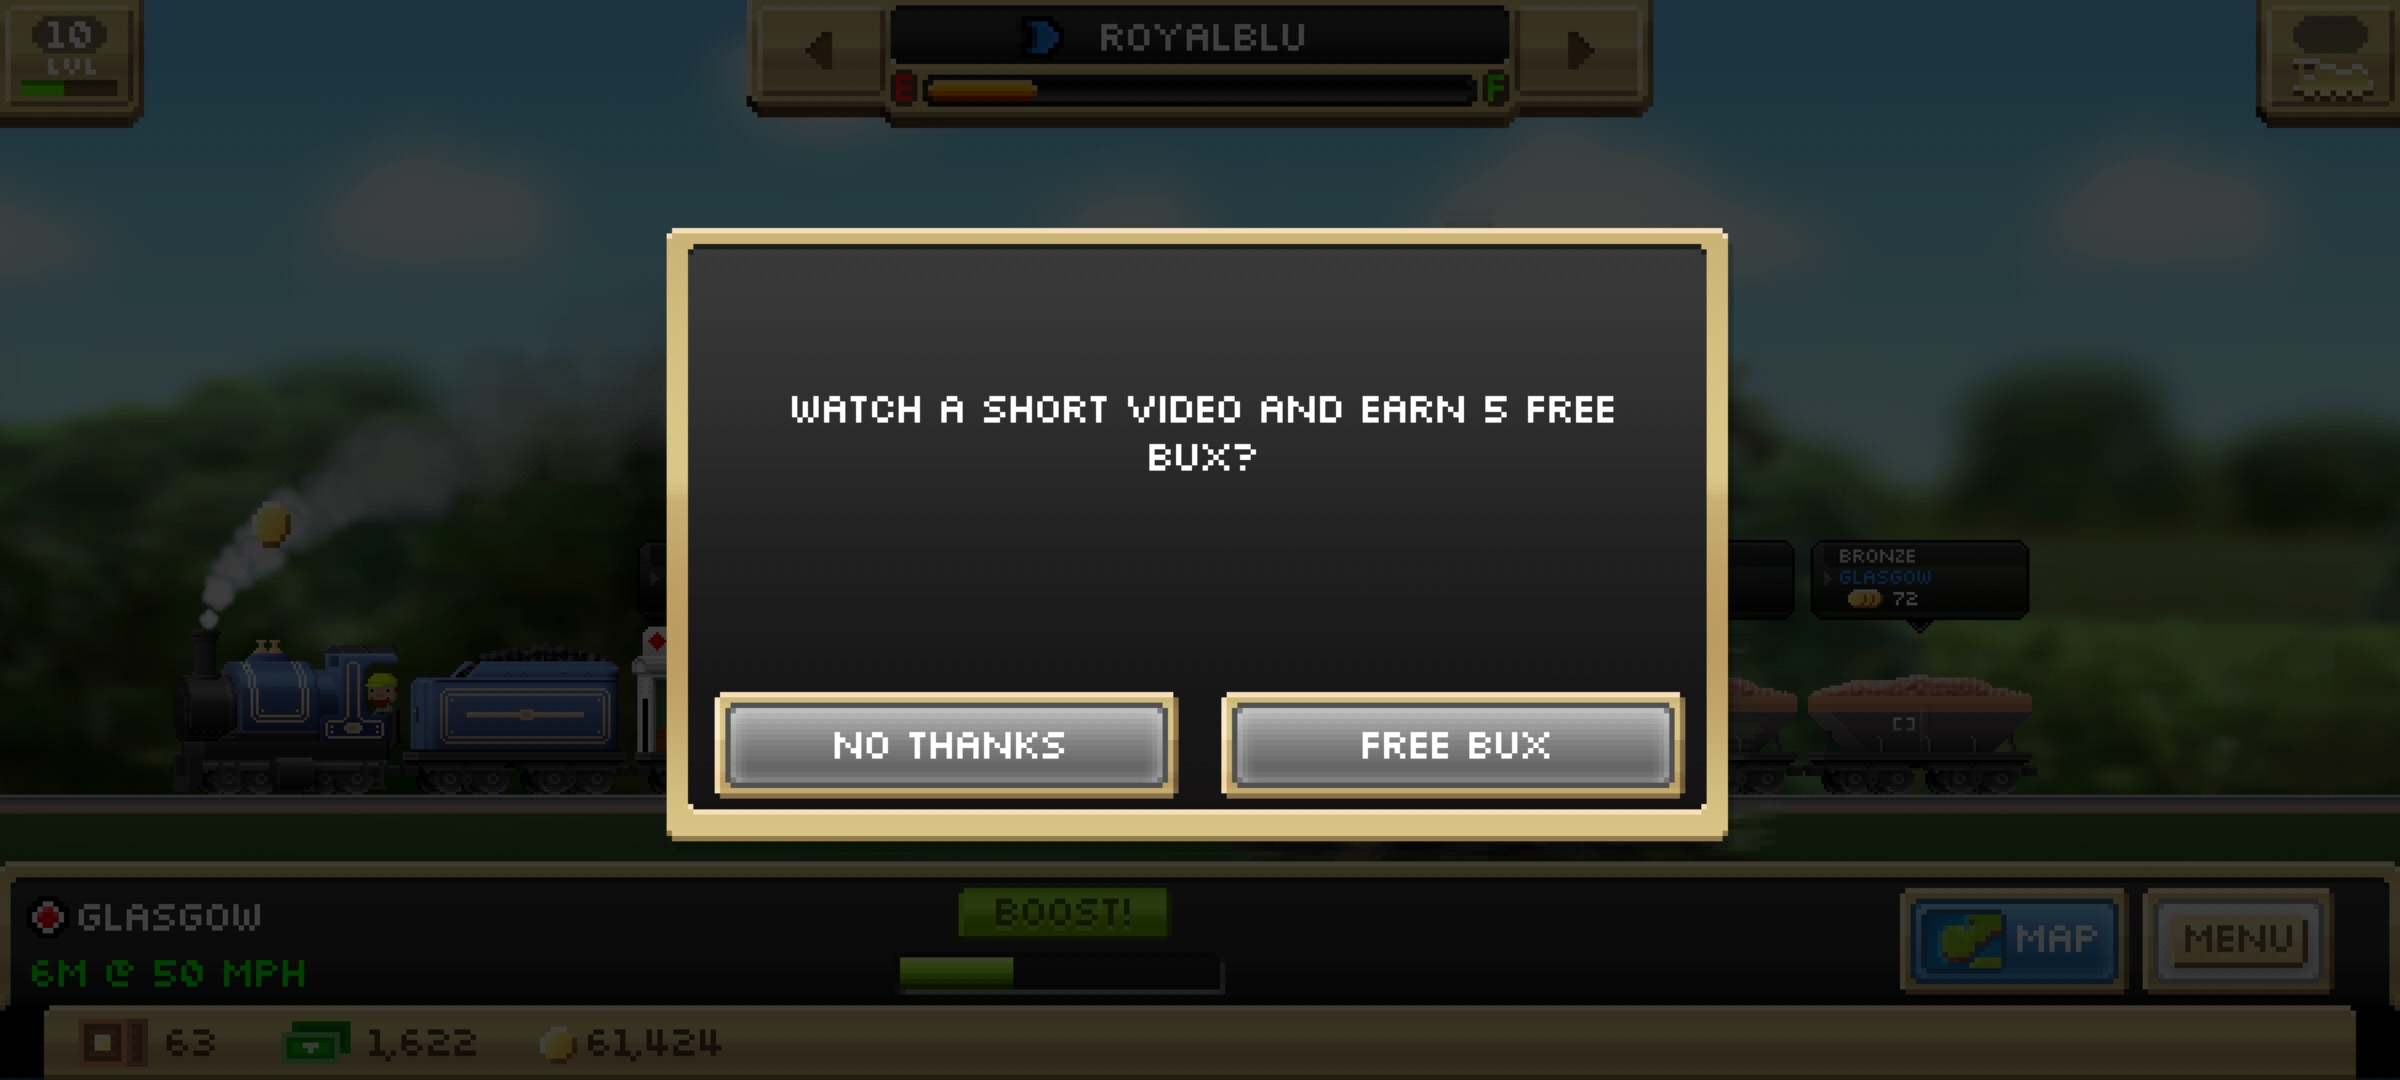 10
LVL
ROYALBLU
E F
WATCH A SHORT VIDEO AND EARN 5 FREE
BUX?
BRONZE
GLASGOW
72
NO THANKS
FREE BUX
GLASGOW
6M @ 50 MPH
BOOST!
MAP
MENU
63
1,622
61,424